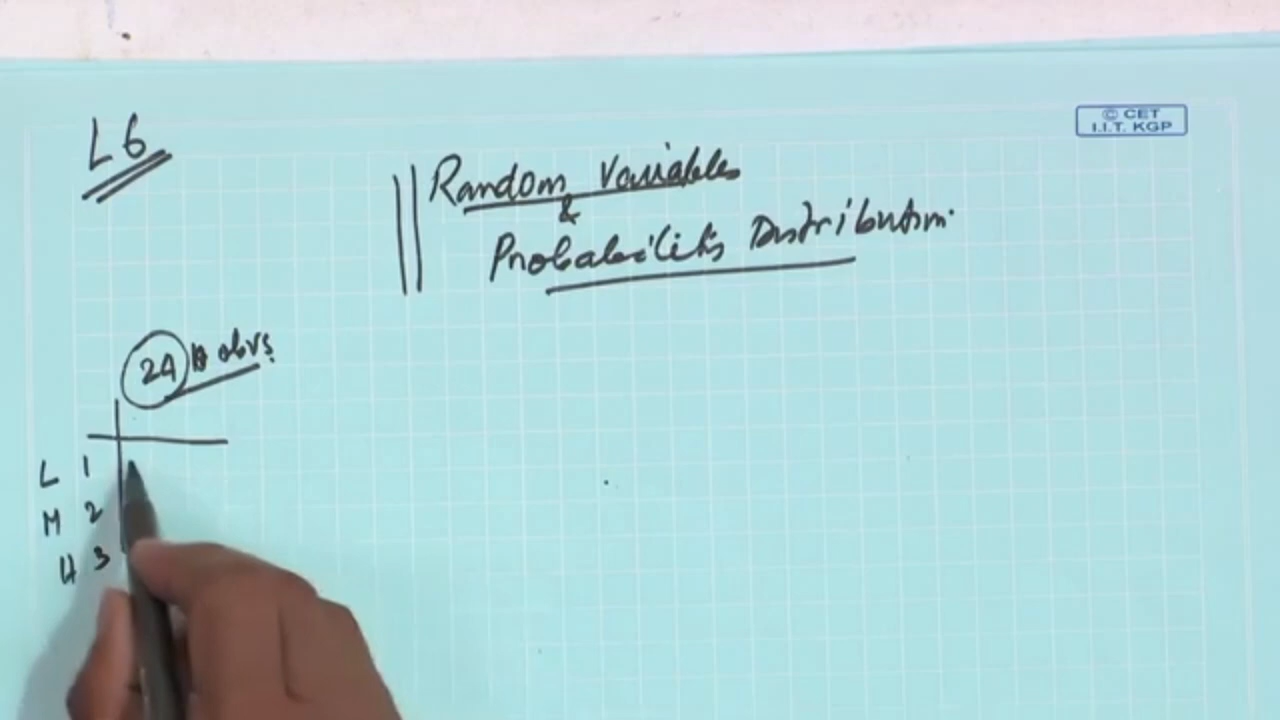 L6
© CET
I.I.T. KGP
Random Variables
&
Probability Distribution.
24 obvs.
L 1
M 2
H 3